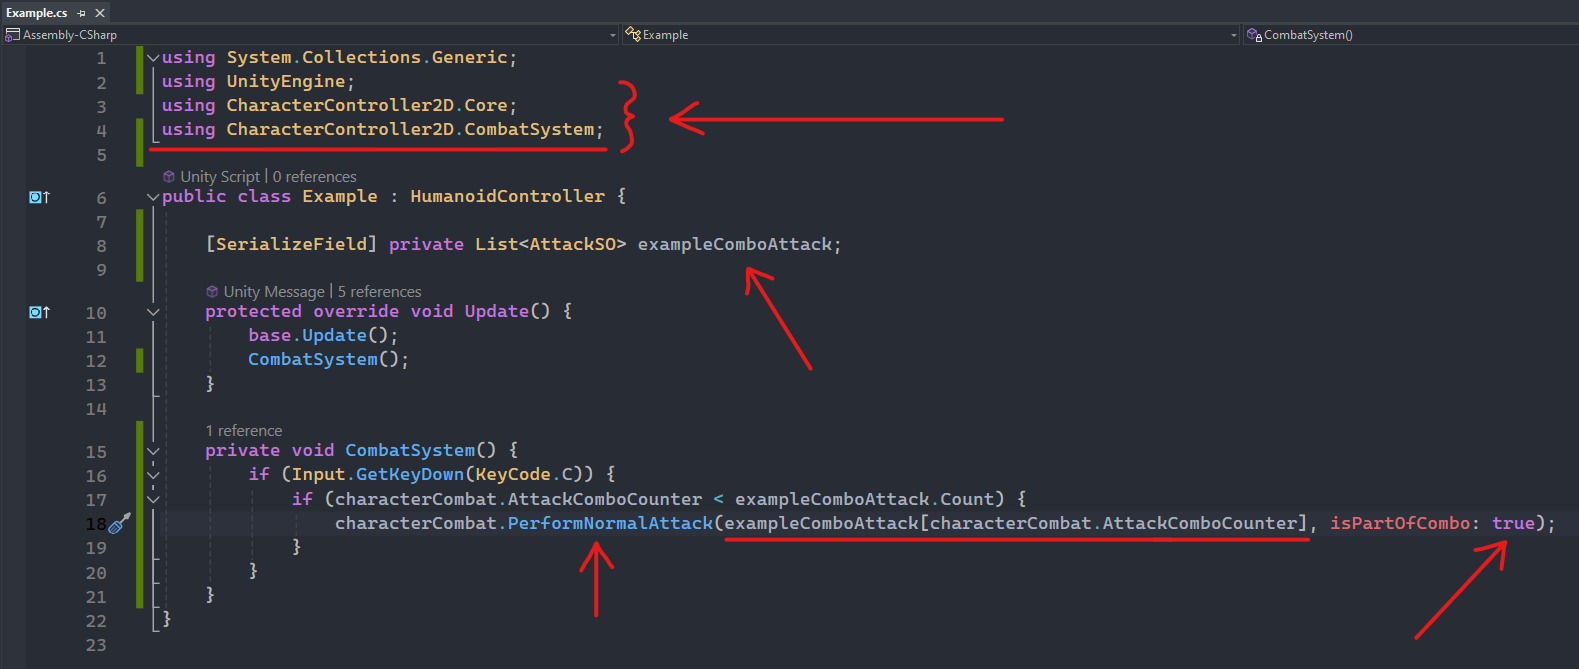 Example.cs
Assembly-CSharp Example CombatSystem()
1 using System.Collections.Generic;
2 using UnityEngine;
3 using CharacterController2D.Core;
4 using CharacterController2D.CombatSystem;
5
Unity Script | 0 references
6 public class Example : HumanoidController {
7
8 [SerializeField] private List<AttackSO> exampleComboAttack;
9
Unity Message | 5 references
10 protected override void Update() {
11 base.Update();
12 CombatSystem();
13 }
14
1 reference
15 private void CombatSystem() {
16 if (Input.GetKeyDown(KeyCode.C)) {
17 if (characterCombat.AttackComboCounter < exampleComboAttack.Count) {
18 characterCombat.PerformNormalAttack(exampleComboAttack[characterCombat.AttackComboCounter], isPartOfCombo: true);
19 }
20 }
21 }
22 }
23